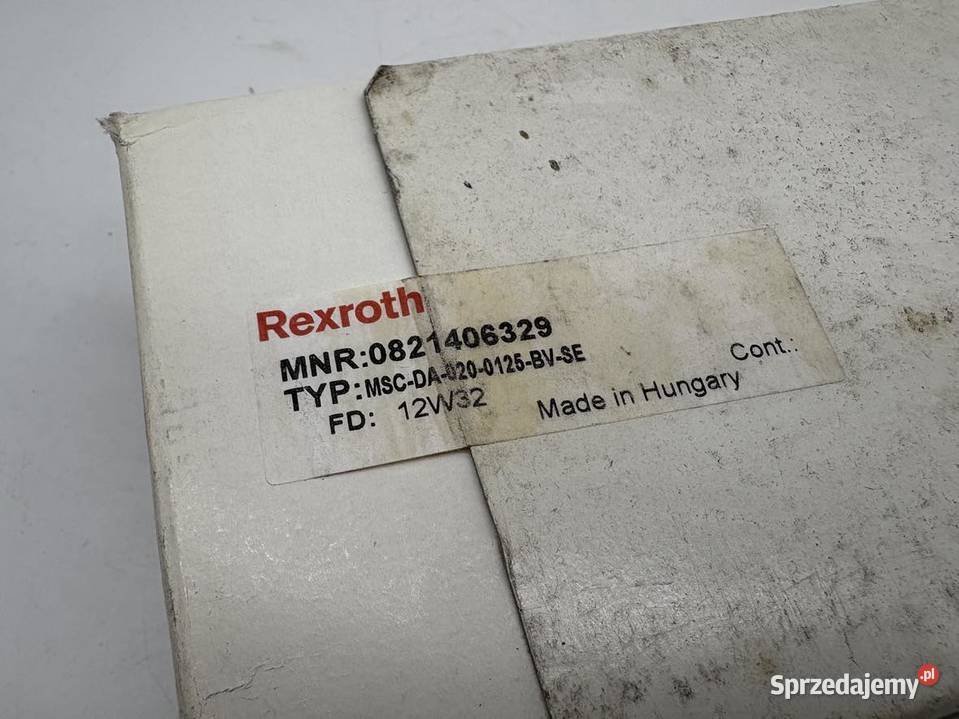 Rexroth
MNR:0821406329
TYP:MSC-DA-020-0125-BV-SE
FD: 12W32
Made in Hungary
Cont.:
Sprzedajemy.pl